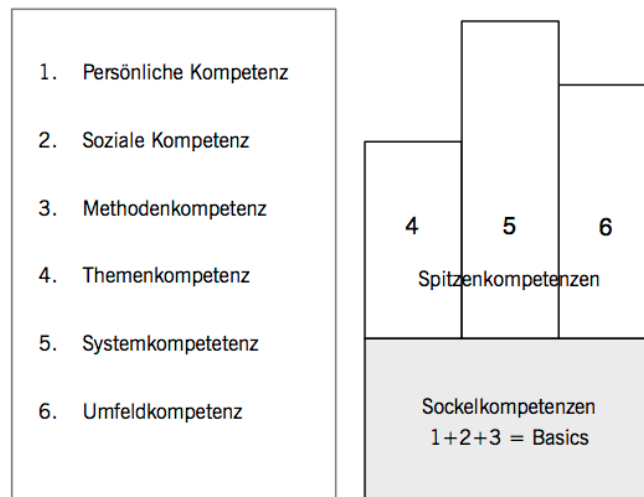 1. Persönliche Kompetenz
2. Soziale Kompetenz
3. Methodenkompetenz
4. Themenkompetenz
5. Systemkompetetenz
6. Umfeldkompetenz
4 5 6
Spitzenkompetenzen
Sockelkompetenzen
1+2+3 = Basics